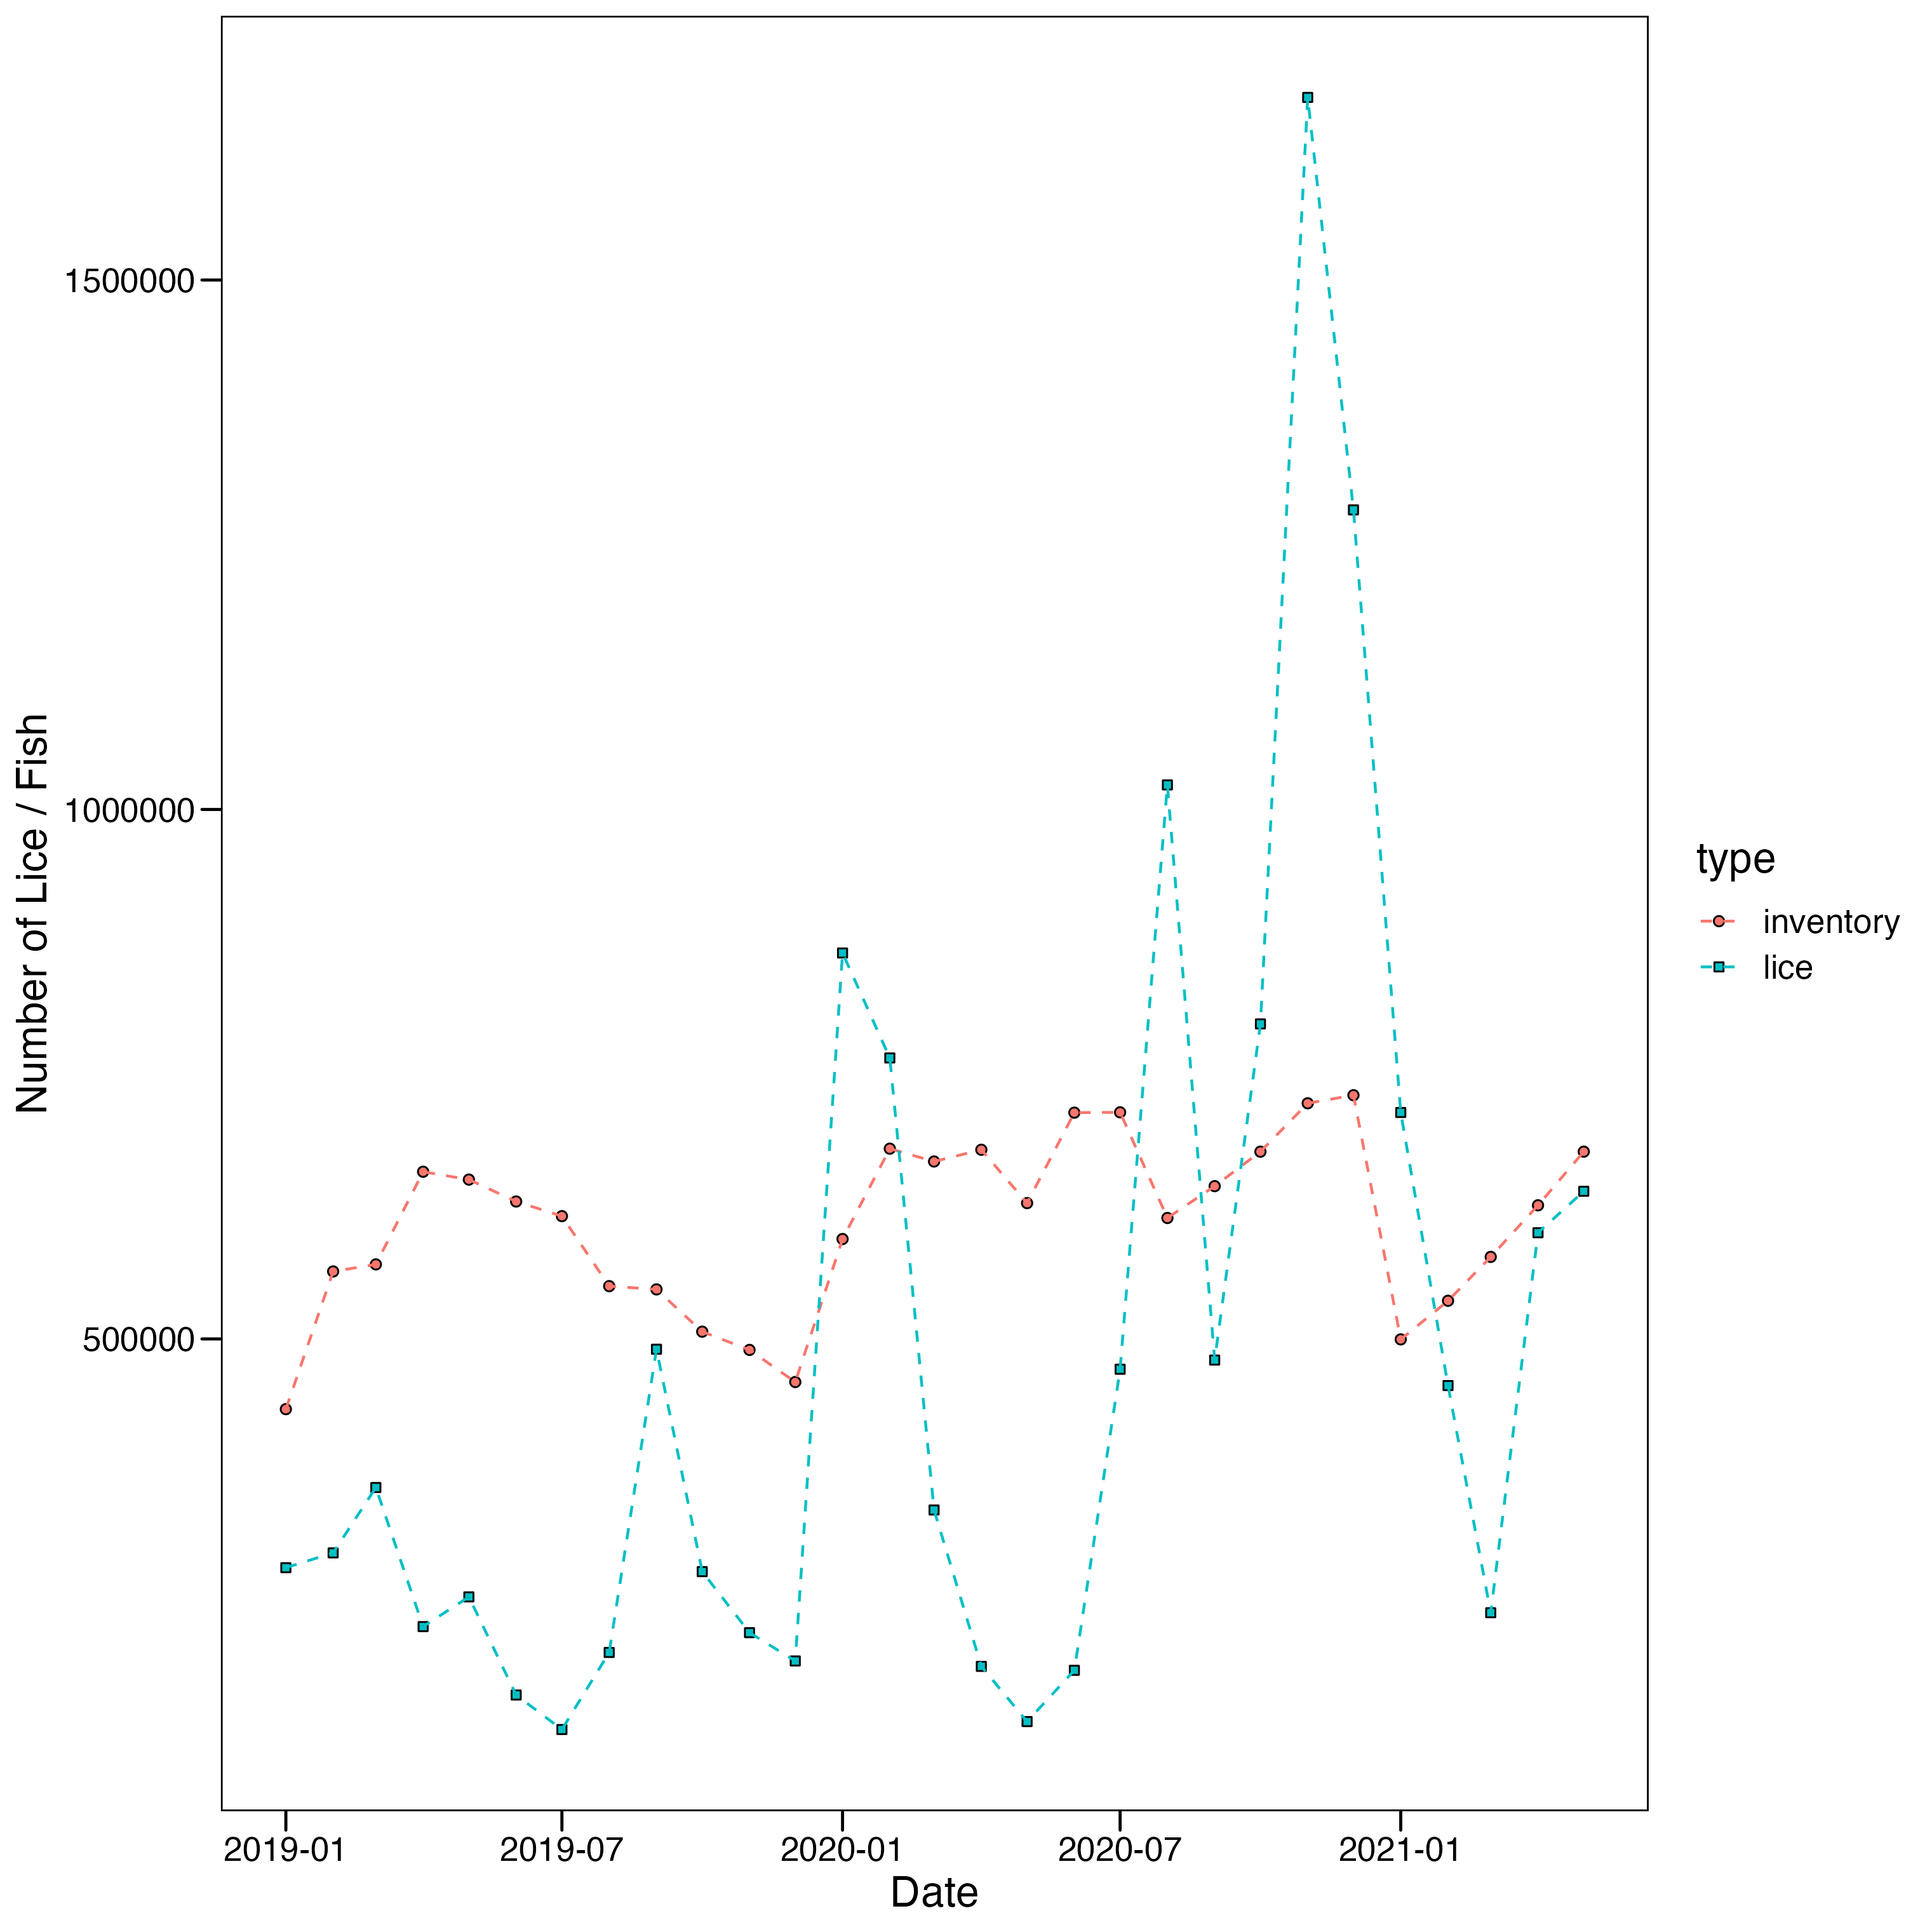 1500000
1000000
500000
Number of Lice / Fish
2019-01
2019-07
2020-01
2020-07
2021-01
Date
type
inventory
lice